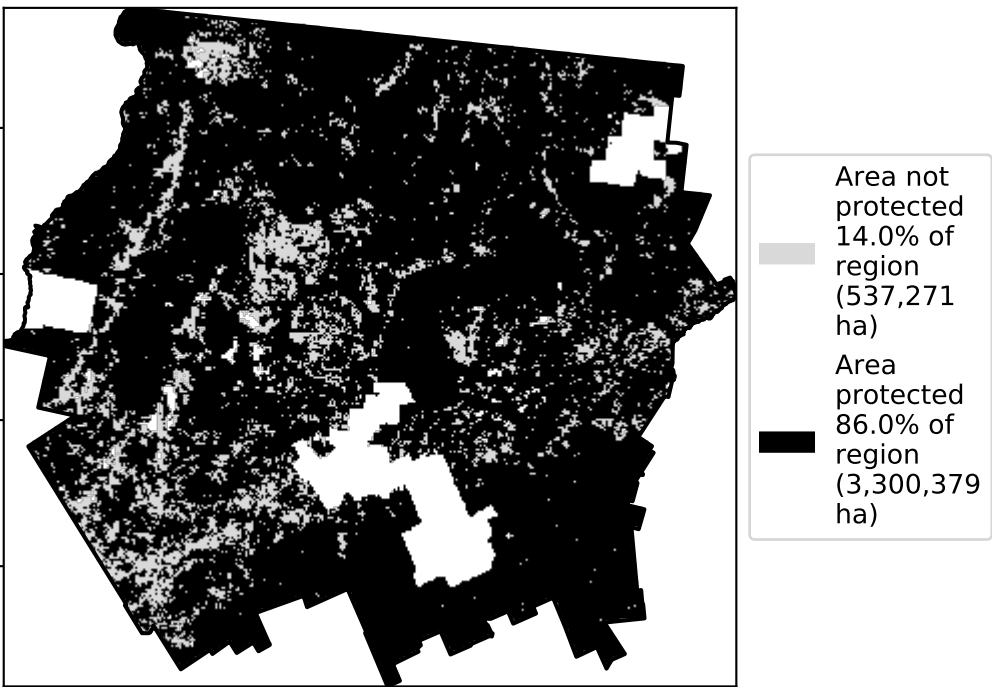 Area not
protected
14.0% of
region
(537,271
ha)
Area
protected
86.0% of
region
(3,300,379
ha)